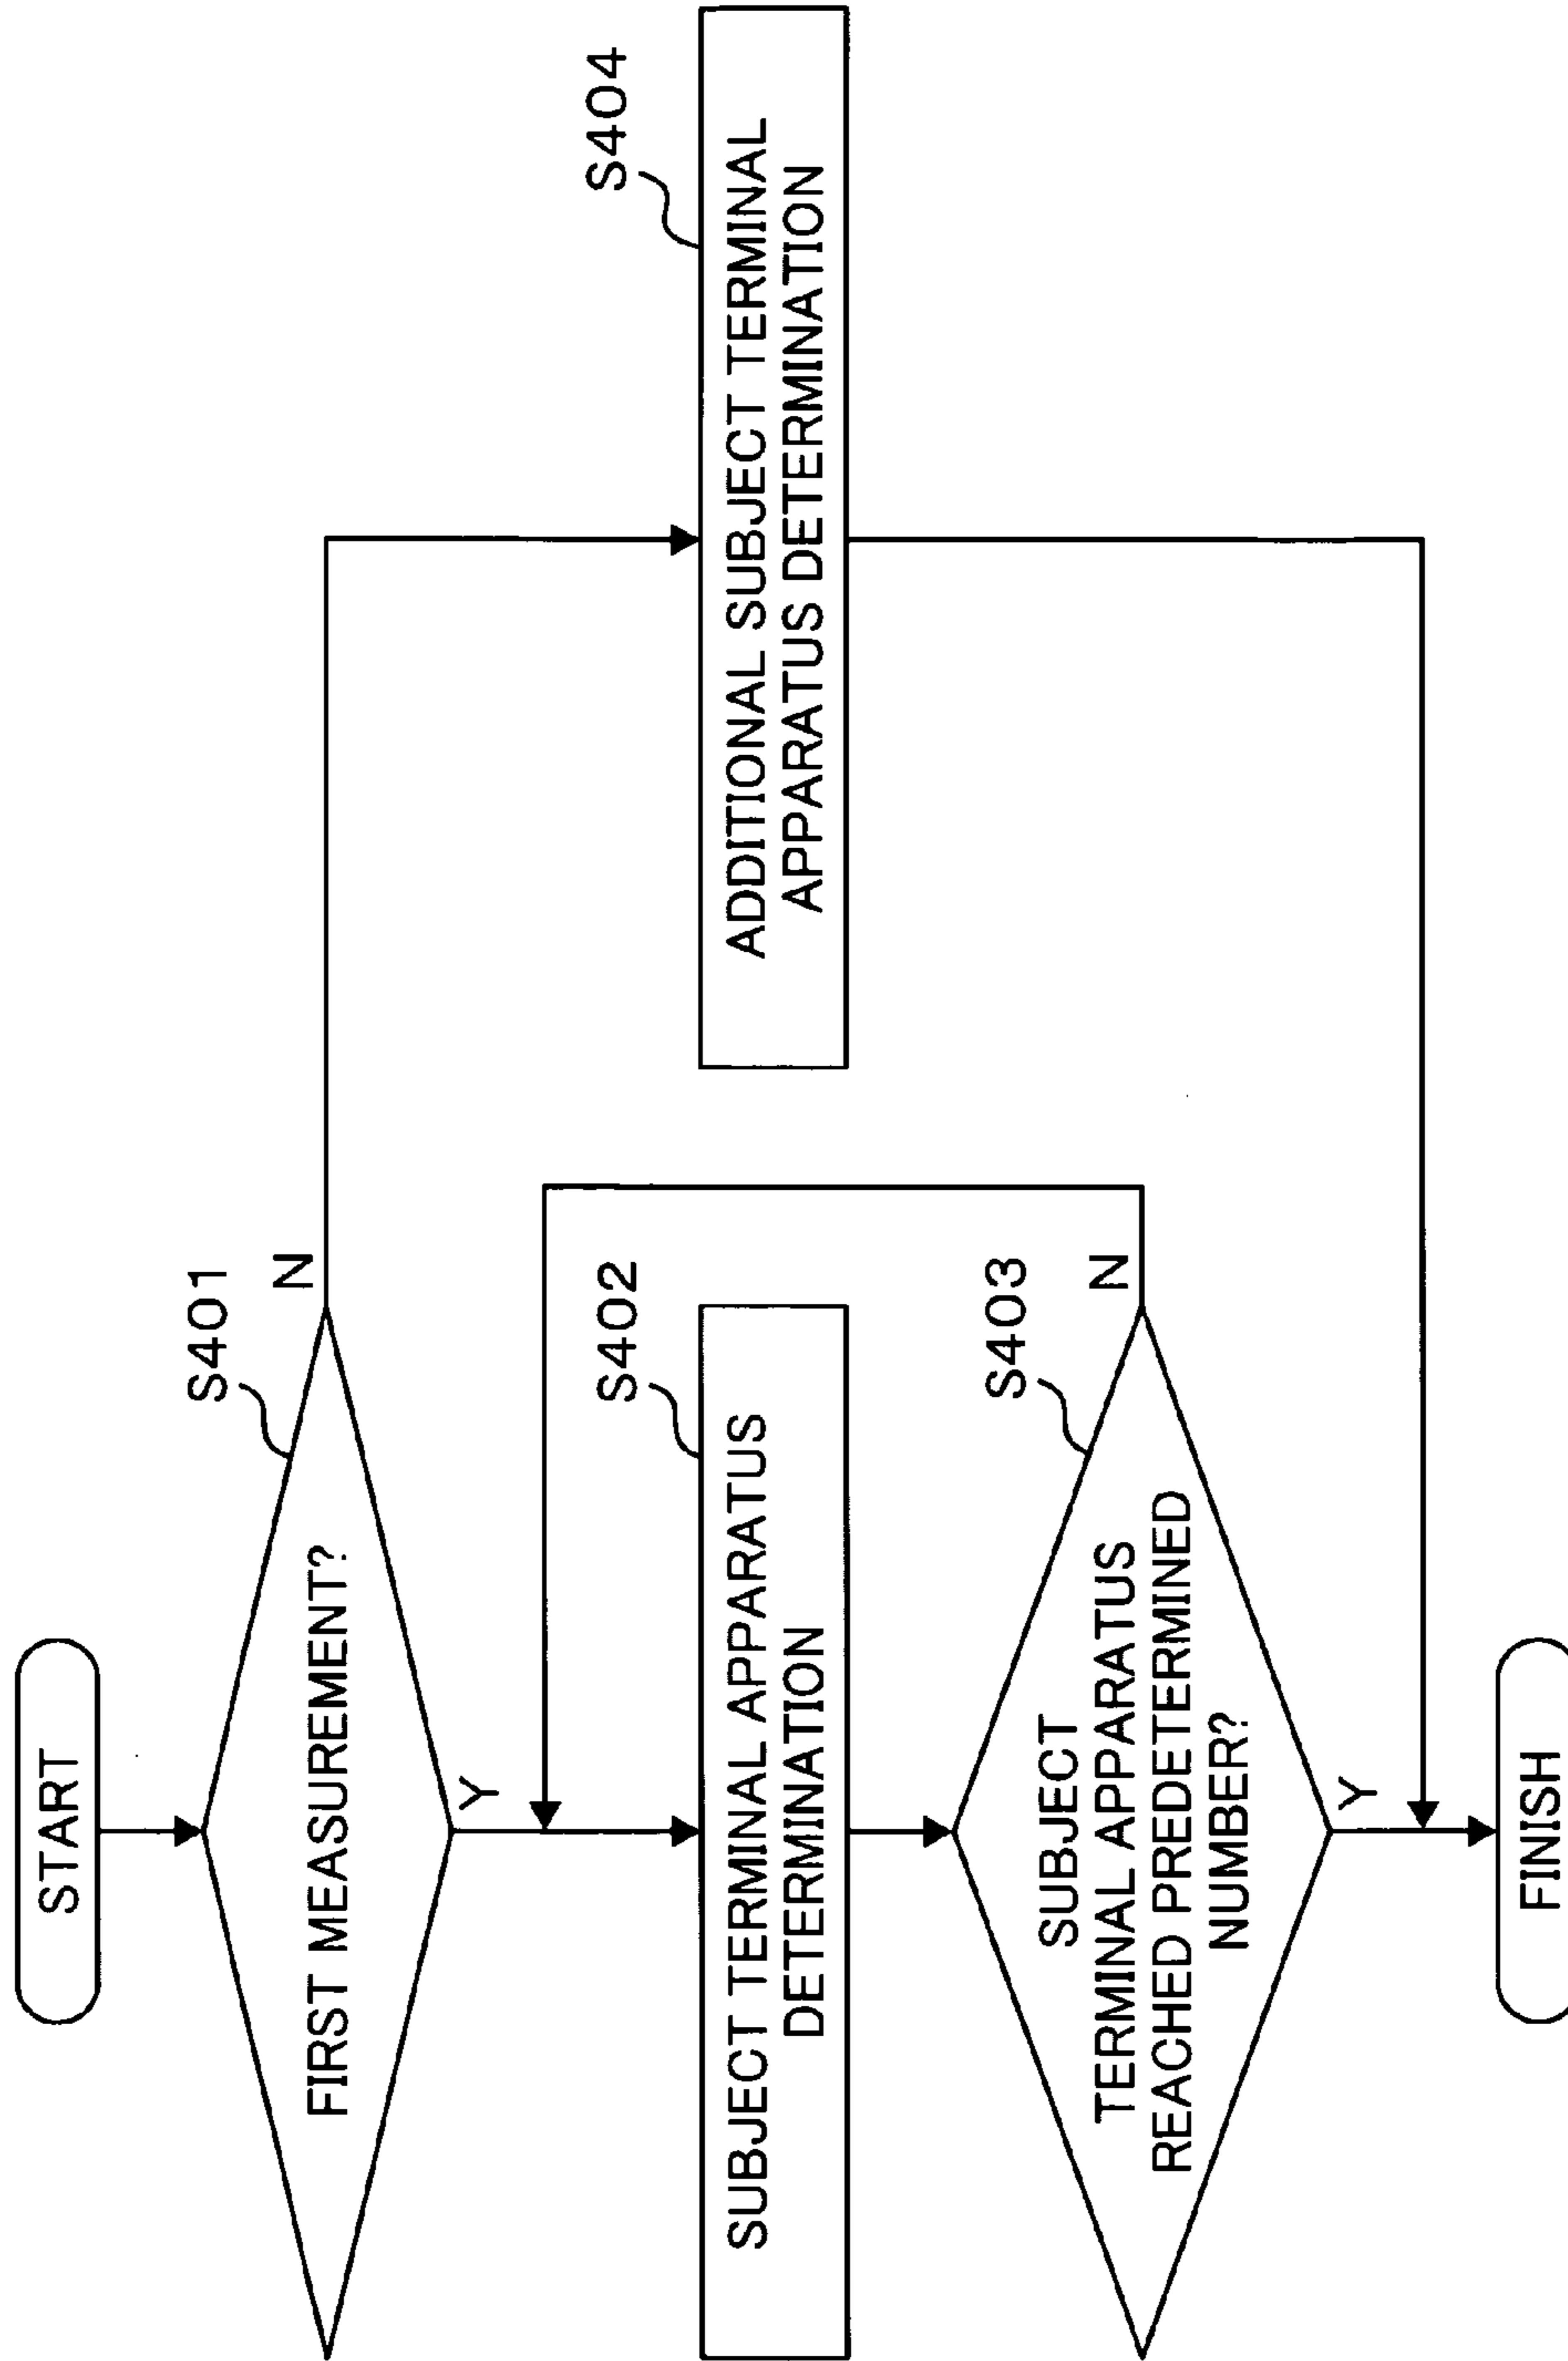 START
S401
FIRST MEASUREMENT?
N
Y
S402
SUBJECT TERMINAL APPARATUS
DETERMINATION
S404
ADDITIONAL SUBJECT TERMINAL
APPARATUS DETERMINATION
S403
SUBJECT
TERMINAL APPARATUS
REACHED PREDETERMINED
NUMBER?
N
Y
FINISH